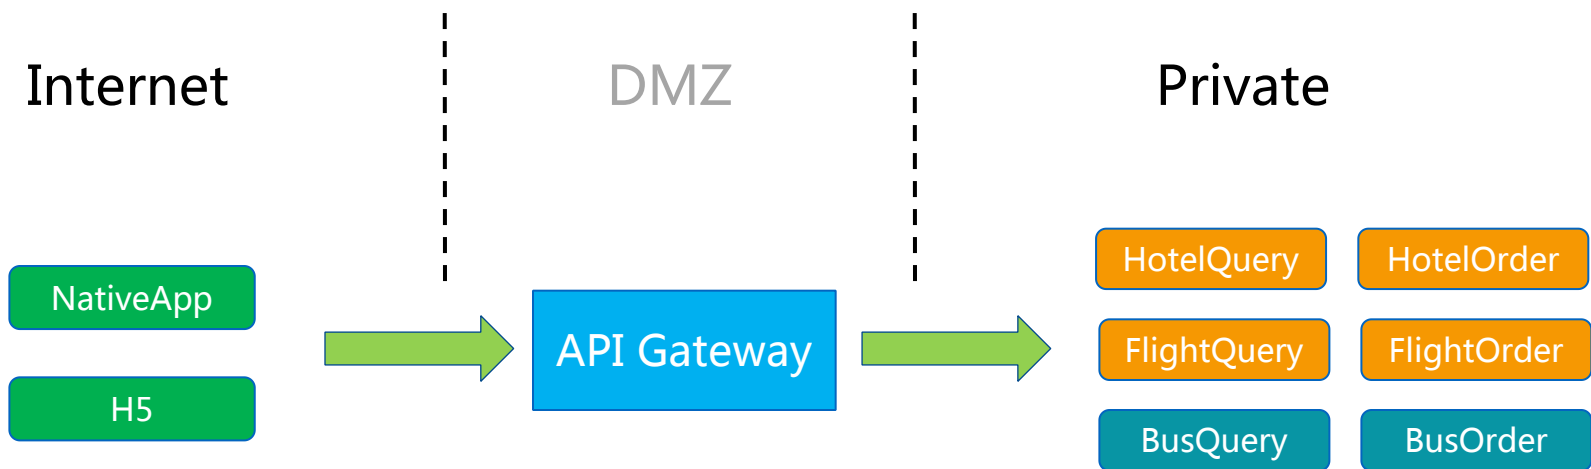 Internet
DMZ
Private
NativeApp
H5
API Gateway
HotelQuery
HotelOrder
FlightQuery
FlightOrder
BusQuery
BusOrder